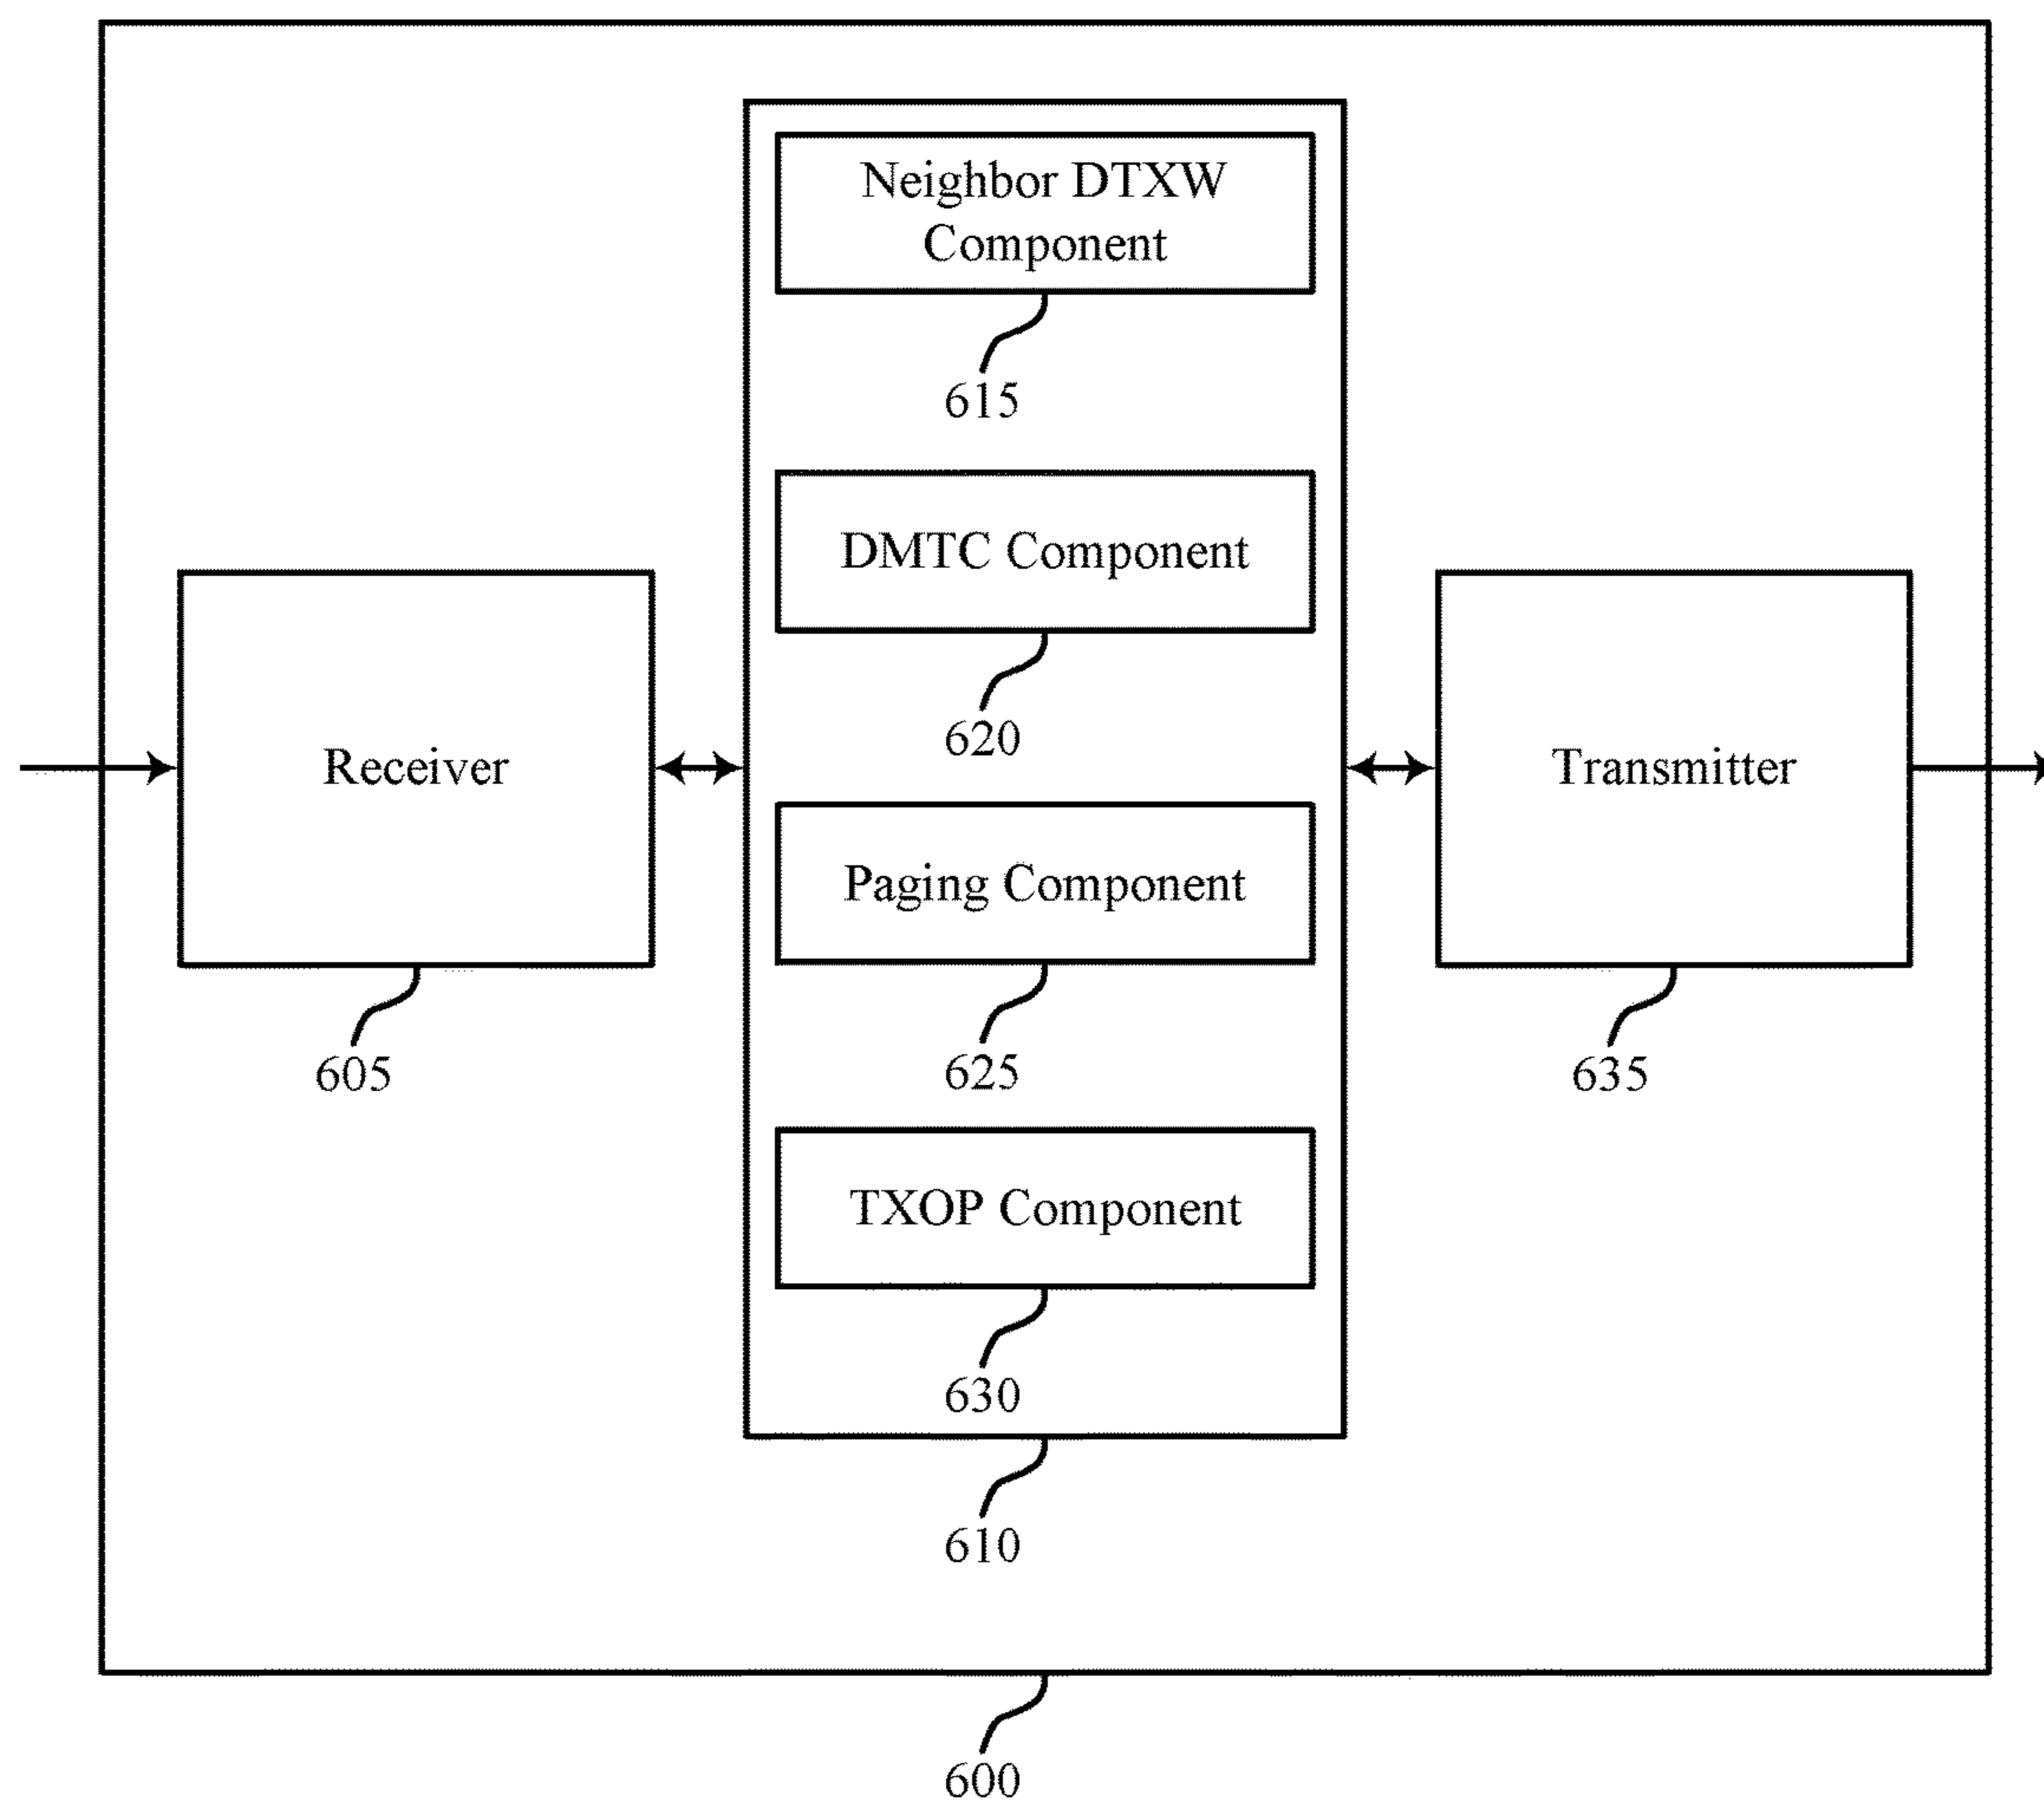 Neighbor DTXW
Component
615
DMTC Component
620
Receiver
Transmitter
Paging Component
605
625
635
TXOP Component
630
610
600